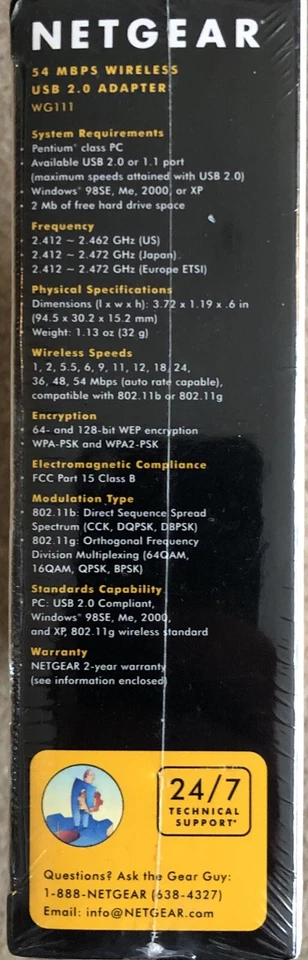 NETGEAR®
54 MBPS WIRELESS
USB 2.0 ADAPTER
WG111
System Requirements
Pentium® class PC
Available USB 2.0 or 1.1 port
(maximum speeds attained with USB 2.0)
Windows® 98SE, Me, 2000, or XP
2 Mb of free hard drive space
Frequency
2.412 ~ 2.462 GHz (US)
2.412 ~ 2.472 GHz (Japan)
2.412 ~ 2.472 GHz (Europe ETSI)
Physical Specifications
Dimensions (l x w x h): 3.72 x 1.19 x .6 in
(94.5 x 30.2 x 15.2 mm)
Weight: 1.13 oz (32 g)
Wireless Speeds
1, 2, 5.5, 6, 9, 11, 12, 18, 24,
36, 48, 54 Mbps (auto rate capable),
compatible with 802.11b or 802.11g
Encryption
64- and 128-bit WEP encryption
WPA-PSK and WPA2-PSK
Electromagnetic Compliance
FCC Part 15 Class B
Modulation Type
802.11b: Direct Sequence Spread
Spectrum (CCK, DQPSK, DBPSK)
802.11g: Orthogonal Frequency
Division Multiplexing (64QAM,
16QAM, QPSK, BPSK)
Standards Capability
PC: USB 2.0 Compliant,
Windows® 98SE, Me, 2000,
and XP, 802.11g wireless standard
Warranty
NETGEAR 2-year warranty
(see information enclosed)
24/7
TECHNICAL
SUPPORT*
Questions? Ask the Gear Guy:
1-888-NETGEAR (638-4327)
Email: info@NETGEAR.com